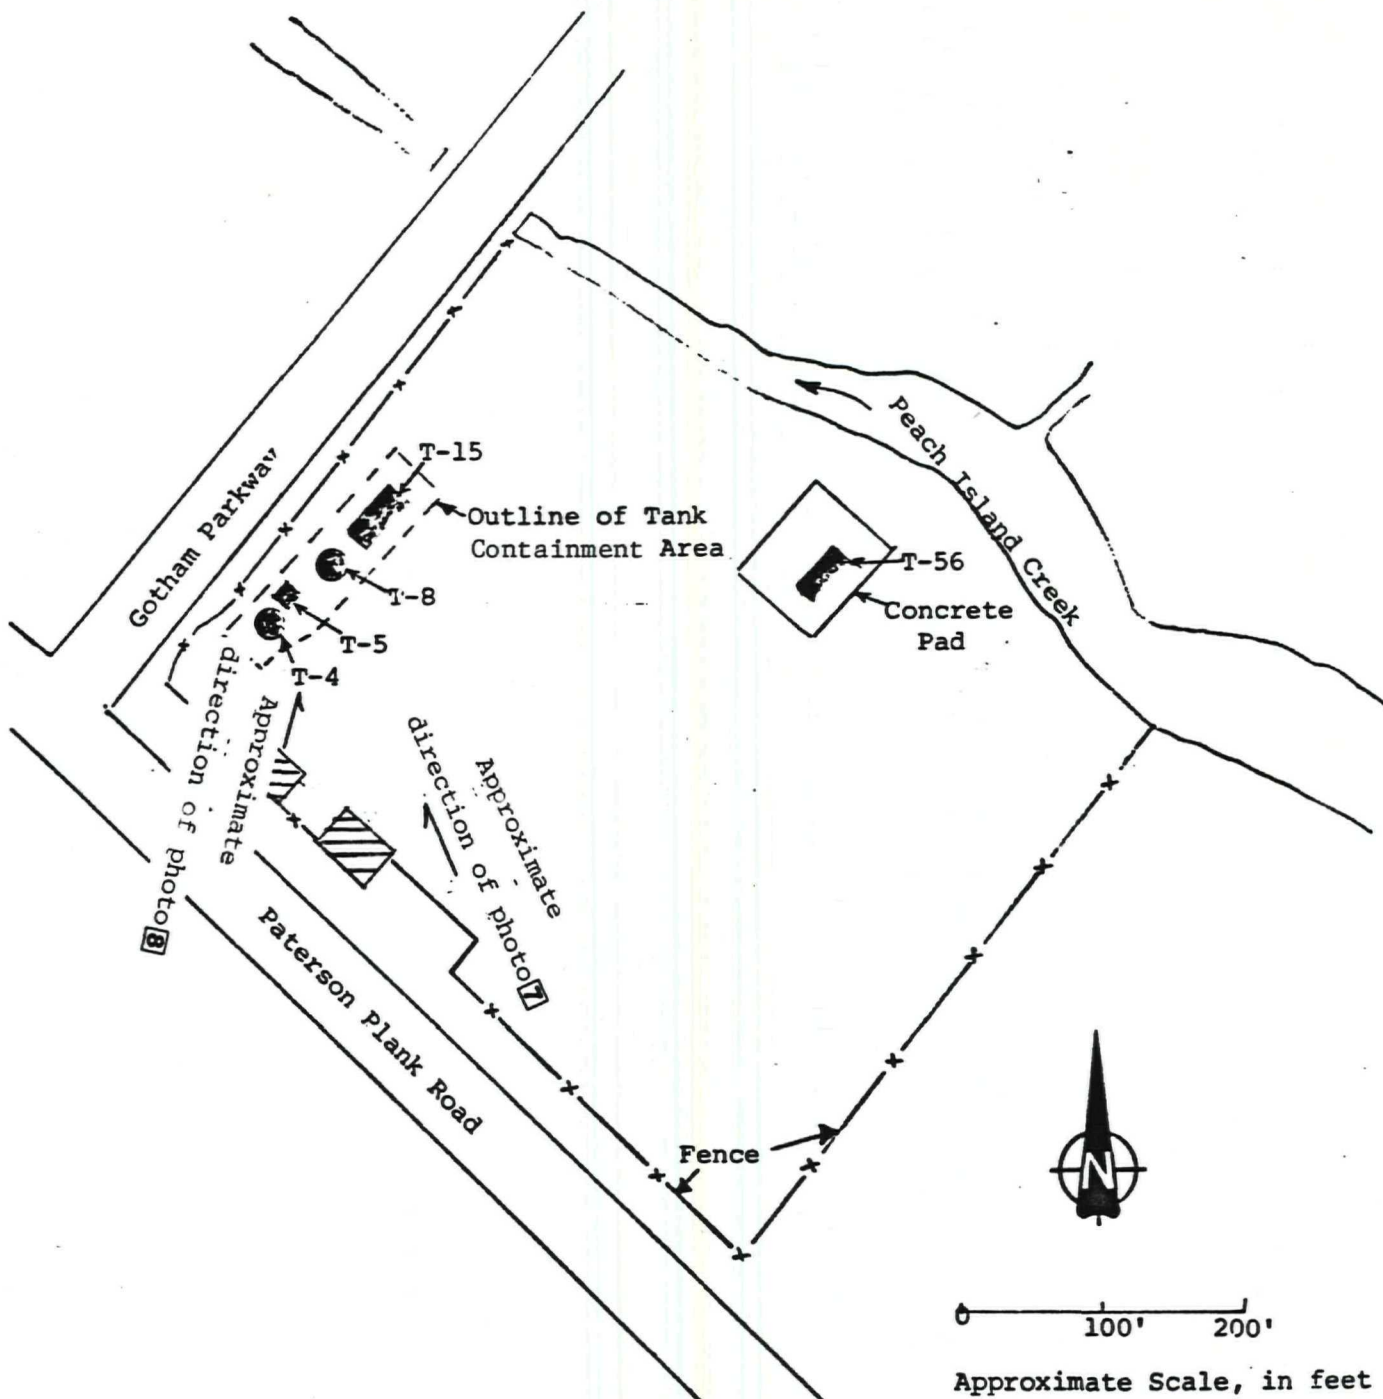 T-15
Gotham Parkway
Outline of Tank
Containment Area
T-8
T-5
T-4
Peach Island Creek
T-56
Concrete
Pad
Approximate
direction of photo 8
Approximate
direction of photo 7
Paterson Plank Road
Fence
N
0 100' 200'
Approximate Scale, in feet